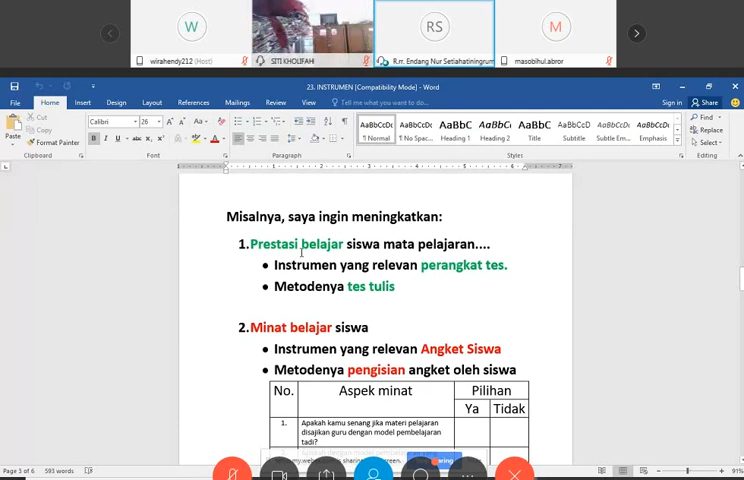 W
RS
M
wirahendy212 (Host)
SITI KHOLIFAH
R.rr. Endang Nur Setiahatiningrum
masobihul.abror
23. INSTRUMEN [Compatibility Mode] - Word
File Home Insert Design Layout References Mailings Review View Tell me what you want to do... Sign in Share
Cut
Copy
Paste
Format Painter
Calibri
AaBbCcDc AaBbCcDc AaBbC AaBbCc AaBbC AaBbCcD AaBbCcDc AaBbCcDc
¶ Normal ¶ No Spac... Heading 1 Heading 2 Title Subtitle Subtle Em... Emphasis
Find
Replace
Select
Clipboard Font Paragraph Styles Editing
Misalnya, saya ingin meningkatkan:
1.Prestasi belajar siswa mata pelajaran....
• Instrumen yang relevan perangkat tes.
• Metodenya tes tulis
2.Minat belajar siswa
• Instrumen yang relevan Angket Siswa
• Metodenya pengisian angket oleh siswa
No. Aspek minat Pilihan
Ya Tidak
1. Apakah kamu senang jika materi pelajaran
disajikan guru dengan model pembelajaran
tadi?
Page 3 of 6 593 words
91%